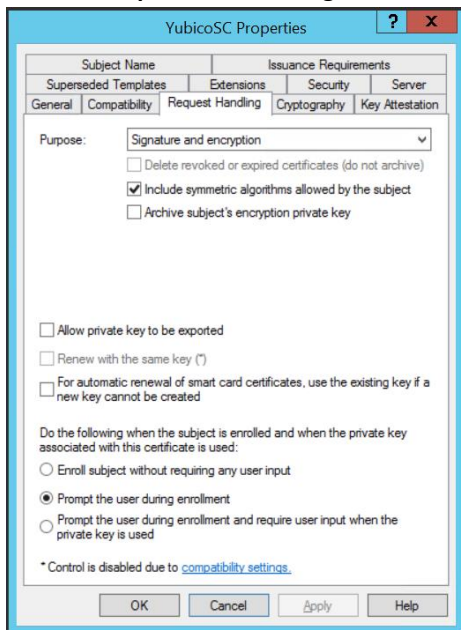 YubicoSC Properties
? X
Subject Name Issuance Requirements
Superseded Templates Extensions Security Server
General Compatibility Request Handling Cryptography Key Attestation
Purpose: Signature and encryption
Delete revoked or expired certificates (do not archive)
Include symmetric algorithms allowed by the subject
Archive subject's encryption private key
Allow private key to be exported
Renew with the same key (*)
For automatic renewal of smart card certificates, use the existing key if a
new key cannot be created
Do the following when the subject is enrolled and when the private key
associated with this certificate is used:
Enroll subject without requiring any user input
Prompt the user during enrollment
Prompt the user during enrollment and require user input when the
private key is used
* Control is disabled due to compatibility settings.
OK Cancel Apply Help